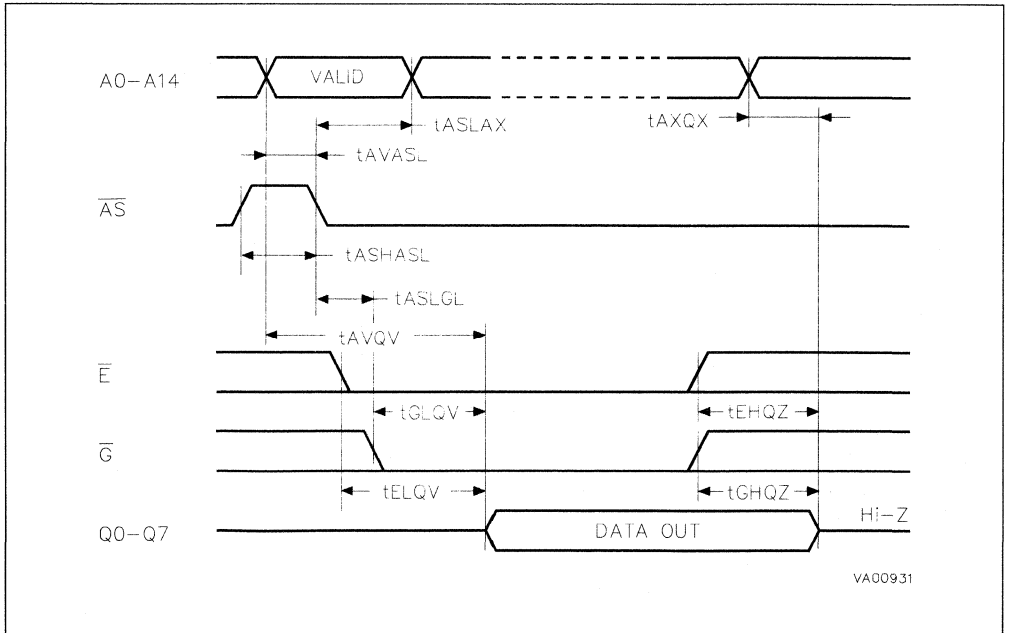 A0-A14
VALID
tAXQX
tASLAX
tAVASL
AS
tASHASL
tASLGL
tAVQV
E
tGLQV
tEHQZ
G
tELQV
tGHQZ
Q0-Q7
DATA OUT
Hi-Z
VA00931